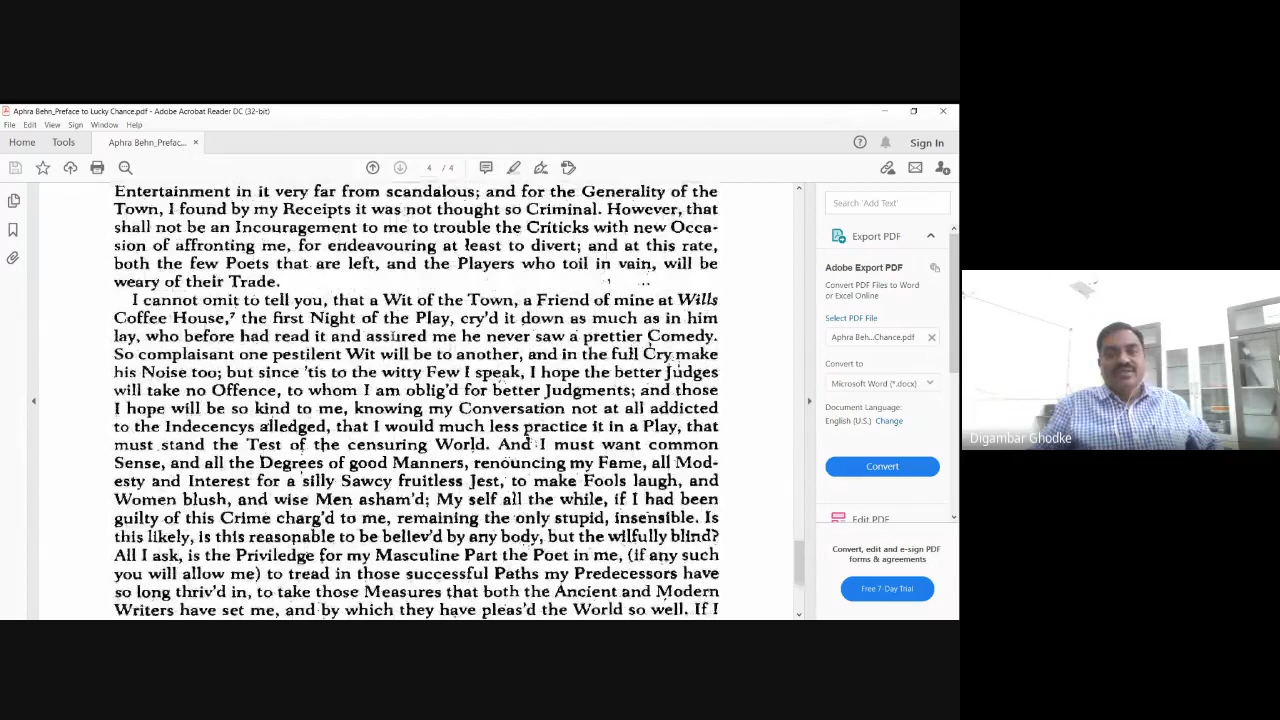 Aphra Behn_Preface to Lucky Chance.pdf - Adobe Acrobat Reader DC (32-bit)
File Edit View Sign Window Help
Home Tools Aphra Behn_Prefac... × Sign In
4 / 4
Entertainment in it very far from scandalous; and for the Generality of the
Town, I found by my Receipts it was not thought so Criminal. However, that
shall not be an Incouragement to me to trouble the Criticks with new Occa-
sion of affronting me, for endeavouring at least to divert; and at this rate,
both the few Poets that are left, and the Players who toil in vain, will be
weary of their Trade.
I cannot omit to tell you, that a Wit of the Town, a Friend of mine at Wills
Coffee House,⁷ the first Night of the Play, cry'd it down as much as in him
lay, who before had read it and assured me he never saw a prettier Comedy.
So complaisant one pestilent Wit will be to another, and in the full Cry make
his Noise too; but since 'tis to the witty Few I speak, I hope the better Judges
will take no Offence, to whom I am oblig'd for better Judgments; and those
I hope will be so kind to me, knowing my Conversation not at all addicted
to the Indecencys alledged, that I would much less practice it in a Play, that
must stand the Test of the censuring World. And I must want common
Sense, and all the Degrees of good Manners, renouncing my Fame, all Mod-
esty and Interest for a silly Sawcy fruitless Jest, to make Fools laugh, and
Women blush, and wise Men asham'd; My self all the while, if I had been
guilty of this Crime charg'd to me, remaining the only stupid, insensible. Is
this likely, is this reasonable to be believ'd by any body, but the wilfully blind?
All I ask, is the Priviledge for my Masculine Part the Poet in me, (if any such
you will allow me) to tread in those successful Paths my Predecessors have
so long thriv'd in, to take those Measures that both the Ancient and Modern
Writers have set me, and by which they have pleas'd the World so well. If I
Search 'Add Text'
Export PDF
Adobe Export PDF
Convert PDF Files to Word
or Excel Online
Select PDF File
Aphra Beh...Chance.pdf
Convert to
Microsoft Word (*.docx)
Document Language:
English (U.S.) Change
Convert
Edit PDF
Convert, edit and e-sign PDF
forms & agreements
Free 7-Day Trial
Digambar Ghodke